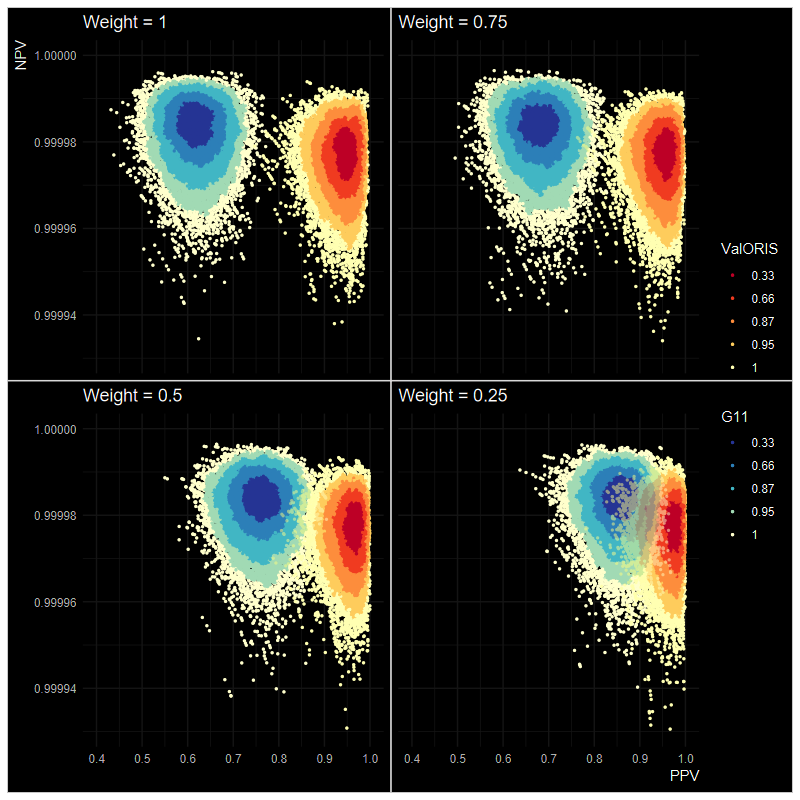 Weight = 1
NPV
1.00000
0.99998
0.99996
0.99994
Weight = 0.75
ValORIS
0.33
0.66
0.87
0.95
1
Weight = 0.5
1.00000
0.99998
0.99996
0.99994
0.4 0.5 0.6 0.7 0.8 0.9 1.0
Weight = 0.25
G11
0.33
0.66
0.87
0.95
1
0.4 0.5 0.6 0.7 0.8 0.9 1.0
PPV